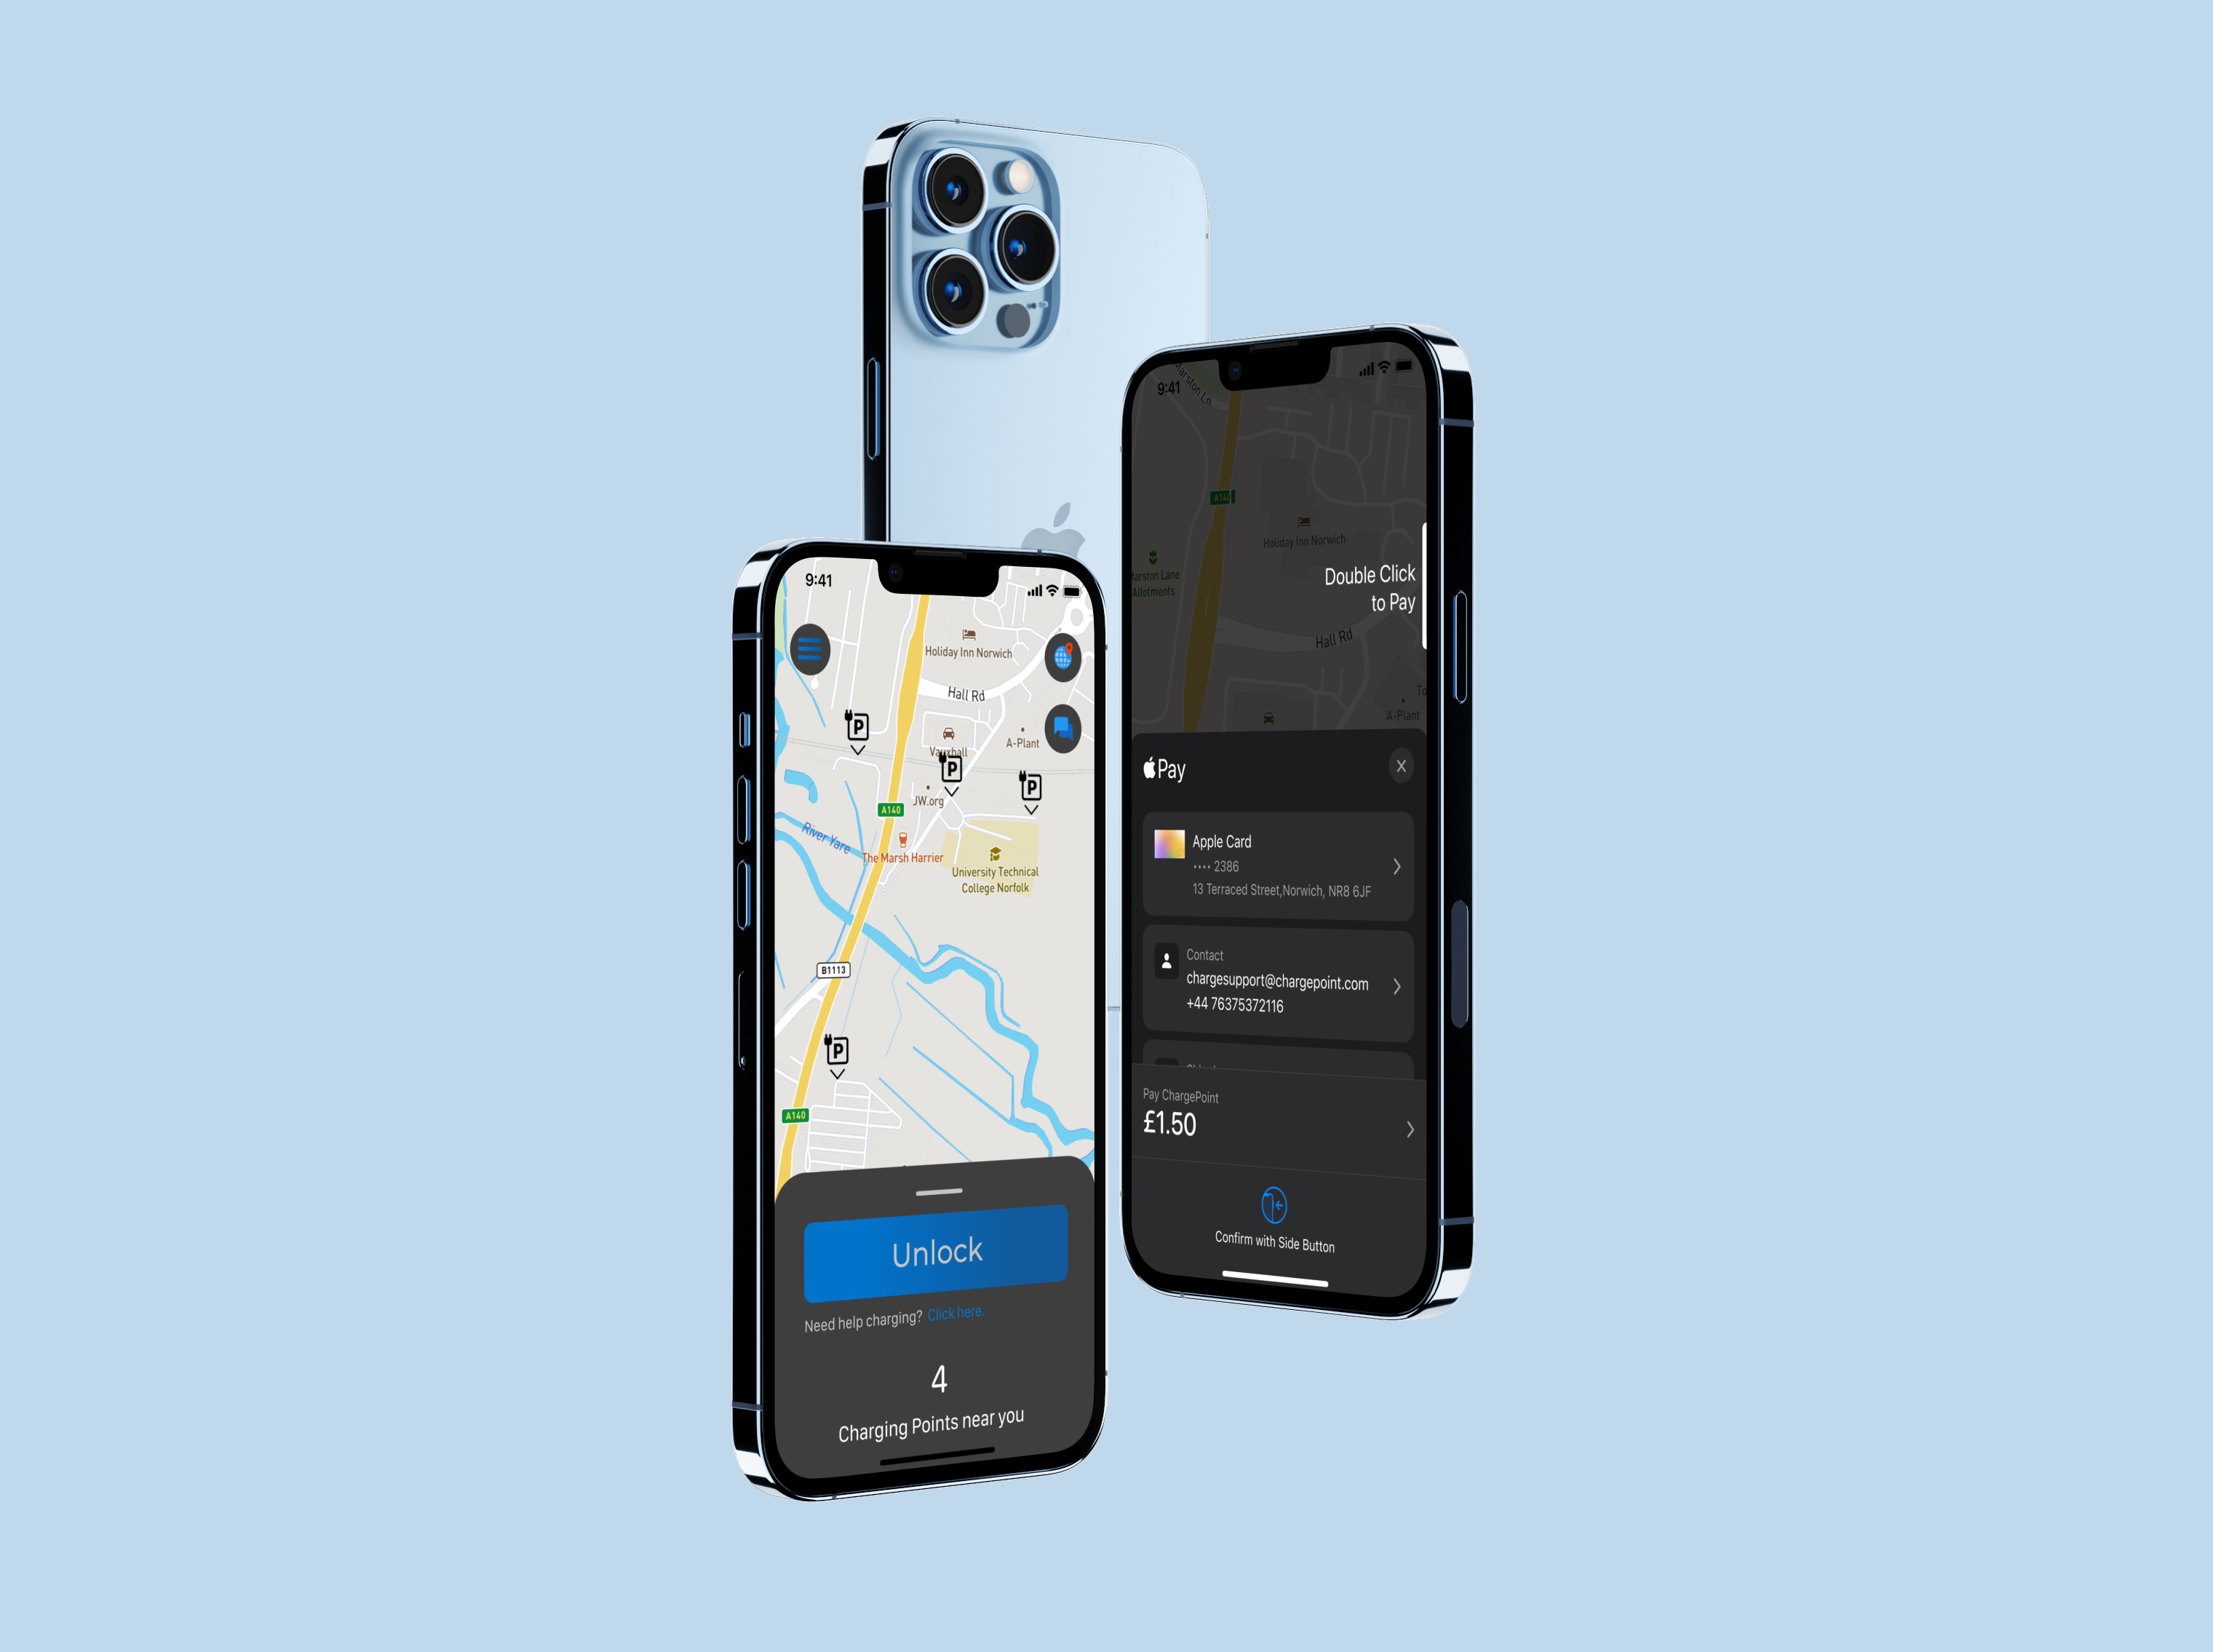 9:41
Holiday Inn Norwich
Hall Rd
Vauxhall
A-Plant
P
P
P
JW.org
A140
River Yare
The Marsh Harrier
University Technical
College Norfolk
B1113
P
A140
Unlock
Need help charging? Click here.
4
Charging Points near you
9:41
Marston Ln
A140
Holiday Inn Norwich
Marston Lane
Allotments
Double Click
to Pay
Hall Rd
To
A-Plant
Pay
Apple Card
···· 2386
13 Terraced Street,Norwich, NR8 6JF
Contact
chargesupport@chargepoint.com
+44 76375372116
Pay ChargePoint
£1.50
Confirm with Side Button